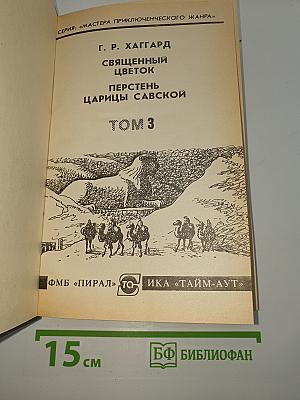 СЕРИЯ: «МАСТЕРА ПРИКЛЮЧЕНЧЕСКОГО ЖАНРА»
Г. Р. ХАГГАРД
СВЯЩЕННЫЙ
ЦВЕТОК
ПЕРСТЕНЬ
ЦАРИЦЫ САВСКОЙ
ТОМ 3
ФМБ «ПИРАЛ» ТО ИКА «ТАЙМ-АУТ»
15 см
БФ БИБЛИОФАН